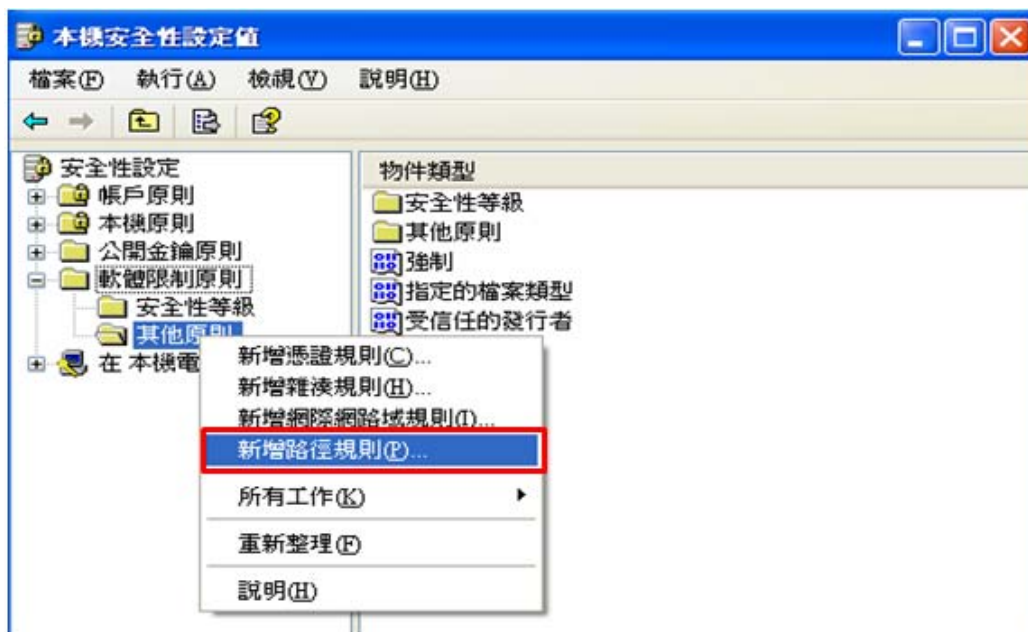 本機安全性設定值
檔案(F) 執行(A) 檢視(V) 說明(H)
安全性設定
帳戶原則
本機原則
公開金鑰原則
軟體限制原則
安全性等級
其他原則
在 本機電
物件類型
安全性等級
其他原則
強制
指定的檔案類型
受信任的發行者
新增憑證規則(C)...
新增雜湊規則(H)...
新增網際網路域規則(I)...
新增路徑規則(P)...
所有工作(K)
重新整理(F)
說明(H)